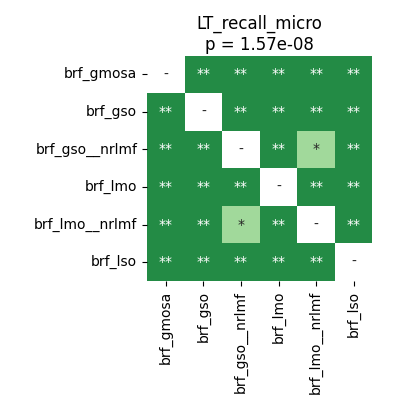 LT_recall_micro
p = 1.57e-08
brf_gmosa - ** ** ** ** **
brf_gso ** - ** ** ** **
brf_gso__nrlmf ** ** - ** * **
brf_lmo ** ** ** - ** **
brf_lmo__nrlmf ** ** * ** - **
brf_lso ** ** ** ** ** -
brf_gmosa
brf_gso
brf_gso__nrlmf
brf_lmo
brf_lmo__nrlmf
brf_lso